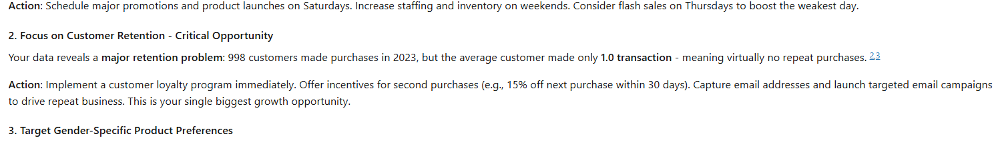 Action: Schedule major promotions and product launches on Saturdays. Increase staffing and inventory on weekends. Consider flash sales on Thursdays to boost the weakest day.
2. Focus on Customer Retention - Critical Opportunity
Your data reveals a major retention problem: 998 customers made purchases in 2023, but the average customer made only 1.0 transaction - meaning virtually no repeat purchases. 2,3
Action: Implement a customer loyalty program immediately. Offer incentives for second purchases (e.g., 15% off next purchase within 30 days). Capture email addresses and launch targeted email campaigns
to drive repeat business. This is your single biggest growth opportunity.
3. Target Gender-Specific Product Preferences